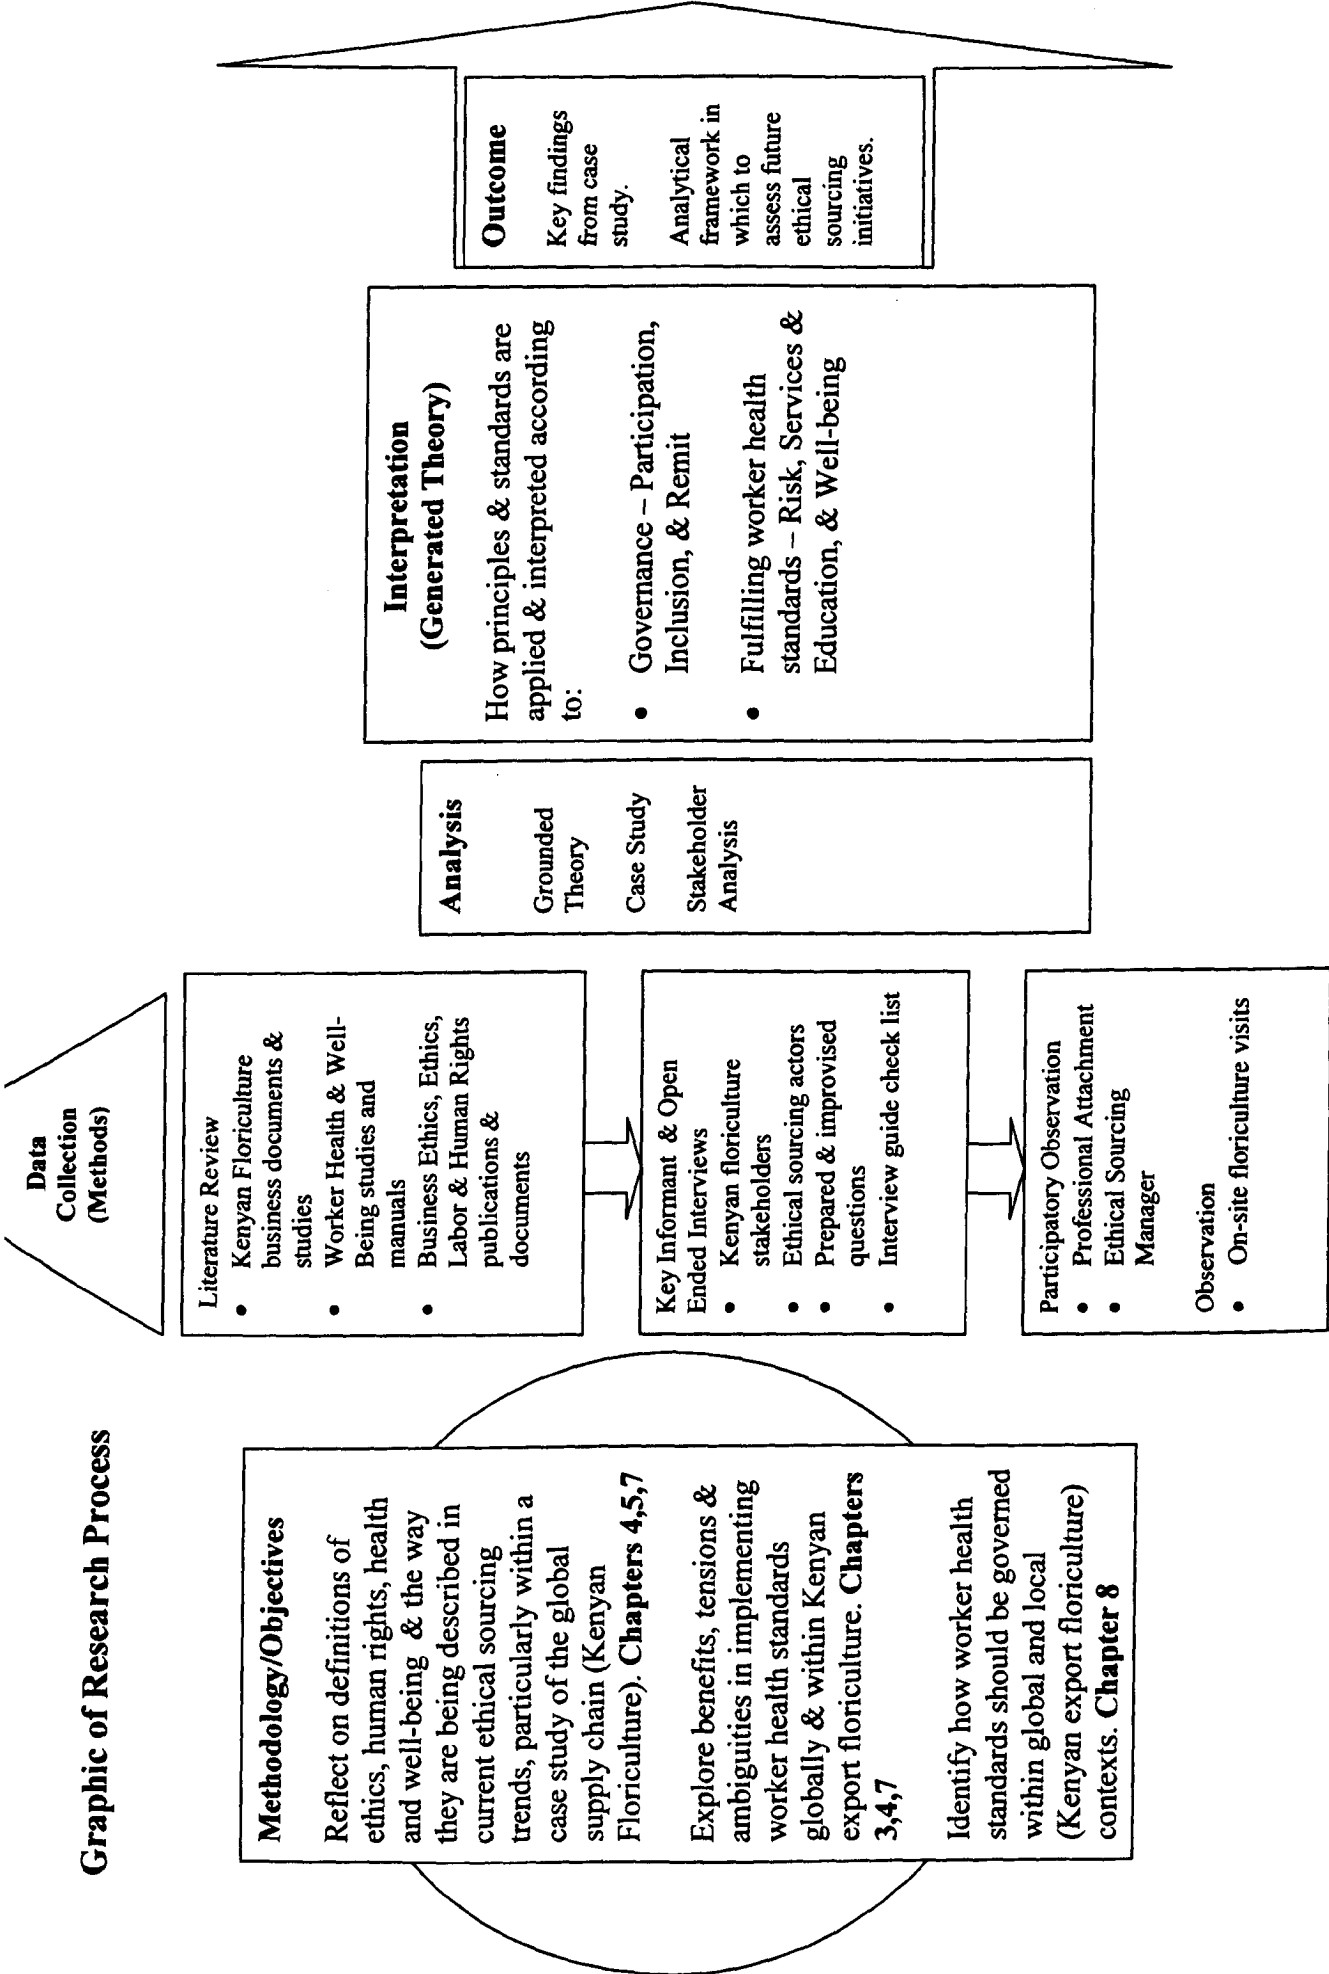 Graphic of Research Process
Methodology/Objectives
Reflect on definitions of
ethics, human rights, health
and well-being & the way
they are being described in
current ethical sourcing
trends, particularly within a
case study of the global
supply chain (Kenyan
Floriculture). Chapters 4,5,7
Explore benefits, tensions &
ambiguities in implementing
worker health standards
globally & within Kenyan
export floriculture. Chapters
3,4,7
Identify how worker health
standards should be governed
within global and local
(Kenyan export floriculture)
contexts. Chapter 8
Data
Collection
(Methods)
Literature Review
• Kenyan Floriculture
business documents &
studies
• Worker Health & Well-
Being studies and
manuals
• Business Ethics, Ethics,
Labor & Human Rights
publications &
documents
Key Informant & Open
Ended Interviews
• Kenyan floriculture
stakeholders
• Ethical sourcing actors
• Prepared & improvised
questions
• Interview guide check list
Participatory Observation
• Professional Attachment
• Ethical Sourcing
Manager
Observation
• On-site floriculture visits
Analysis
Grounded
Theory
Case Study
Stakeholder
Analysis
Interpretation
(Generated Theory)
How principles & standards are
applied & interpreted according
to:
• Governance – Participation,
Inclusion, & Remit
• Fulfilling worker health
standards – Risk, Services &
Education, & Well-being
Outcome
Key findings
from case
study.
Analytical
framework in
which to
assess future
ethical
sourcing
initiatives.